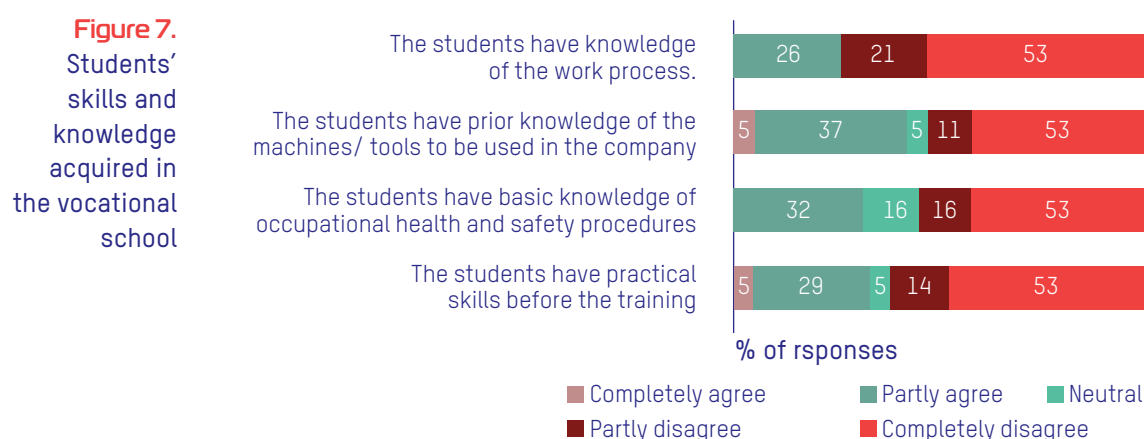 Figure 7.
Students’
skills and
knowledge
acquired in
the vocational
school
The students have knowledge
of the work process.
26 21 53
The students have prior knowledge of the
machines/ tools to be used in the company
5 37 5 11 53
The students have basic knowledge of
occupational health and safety procedures
32 16 16 53
The students have practical
skills before the training
5 29 5 14 53
% of rsponses
Completely agree Partly agree Neutral
Partly disagree Completely disagree